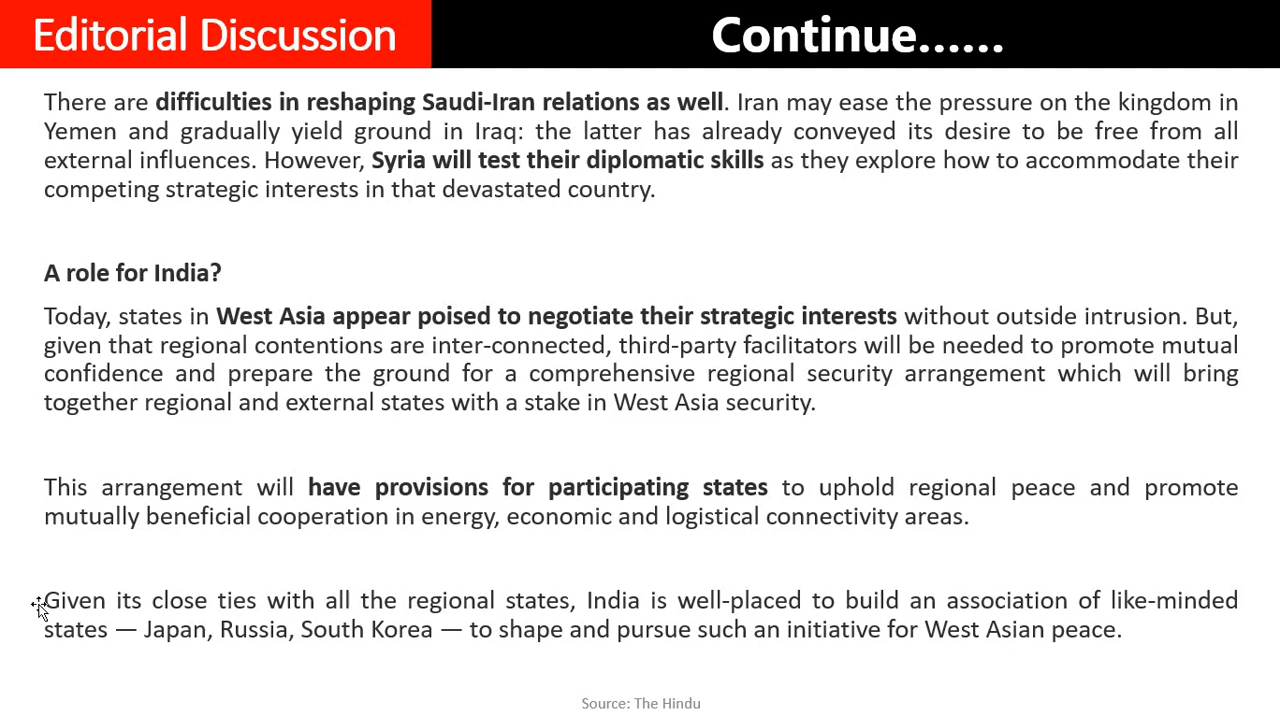 Editorial Discussion
Continue......
There are difficulties in reshaping Saudi-Iran relations as well. Iran may ease the pressure on the kingdom in
Yemen and gradually yield ground in Iraq: the latter has already conveyed its desire to be free from all
external influences. However, Syria will test their diplomatic skills as they explore how to accommodate their
competing strategic interests in that devastated country.
A role for India?
Today, states in West Asia appear poised to negotiate their strategic interests without outside intrusion. But,
given that regional contentions are inter-connected, third-party facilitators will be needed to promote mutual
confidence and prepare the ground for a comprehensive regional security arrangement which will bring
together regional and external states with a stake in West Asia security.
This arrangement will have provisions for participating states to uphold regional peace and promote
mutually beneficial cooperation in energy, economic and logistical connectivity areas.
Given its close ties with all the regional states, India is well-placed to build an association of like-minded
states — Japan, Russia, South Korea — to shape and pursue such an initiative for West Asian peace.
Source: The Hindu